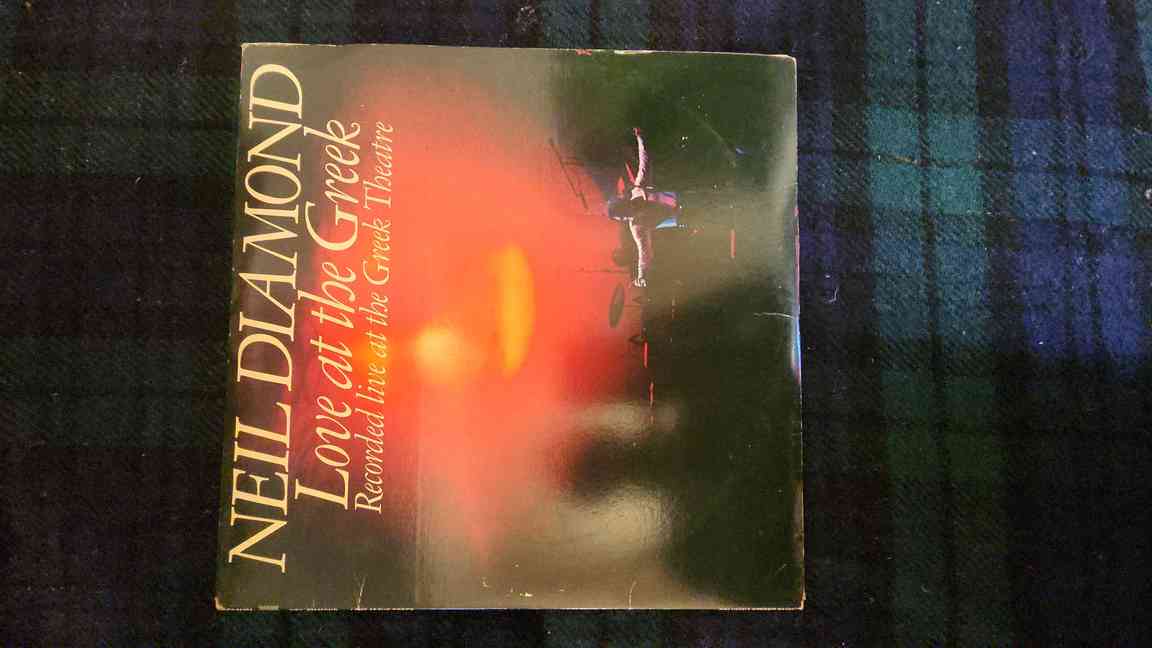 NEIL DIAMOND
Love at the Greek
Recorded live at the Greek Theatre